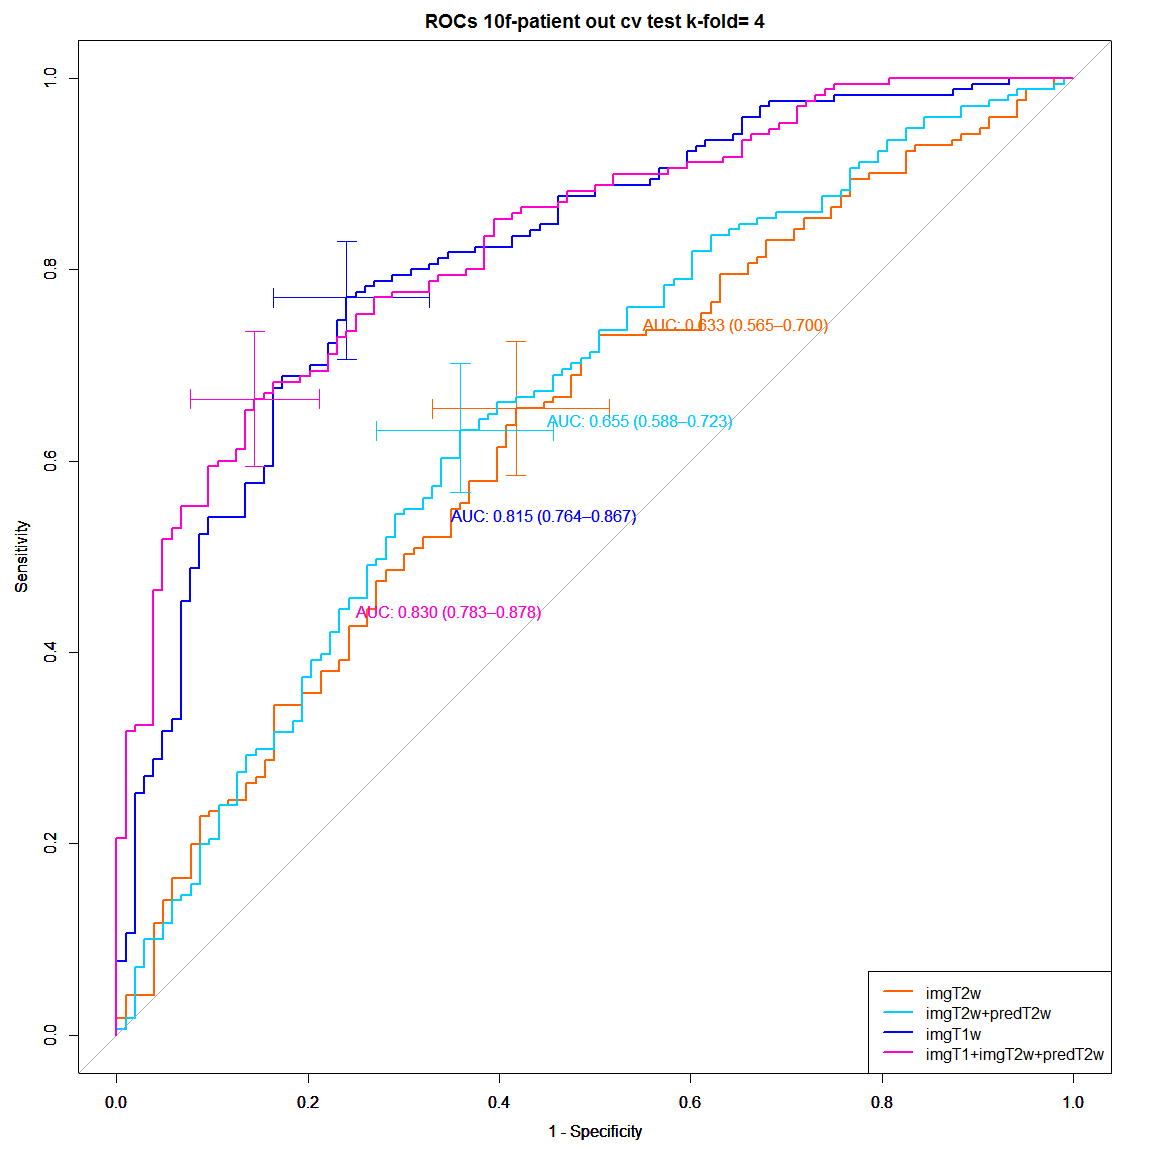 ROCs 10f-patient out cv test k-fold= 4
1.0
0.8
0.6
0.4
0.2
0.0
Sensitivity
AUC: 0.633 (0.565–0.700)
AUC: 0.655 (0.588–0.723)
AUC: 0.815 (0.764–0.867)
AUC: 0.830 (0.783–0.878)
imgT2w
imgT2w+predT2w
imgT1w
imgT1+imgT2w+predT2w
0.0 0.2 0.4 0.6 0.8 1.0
1 - Specificity